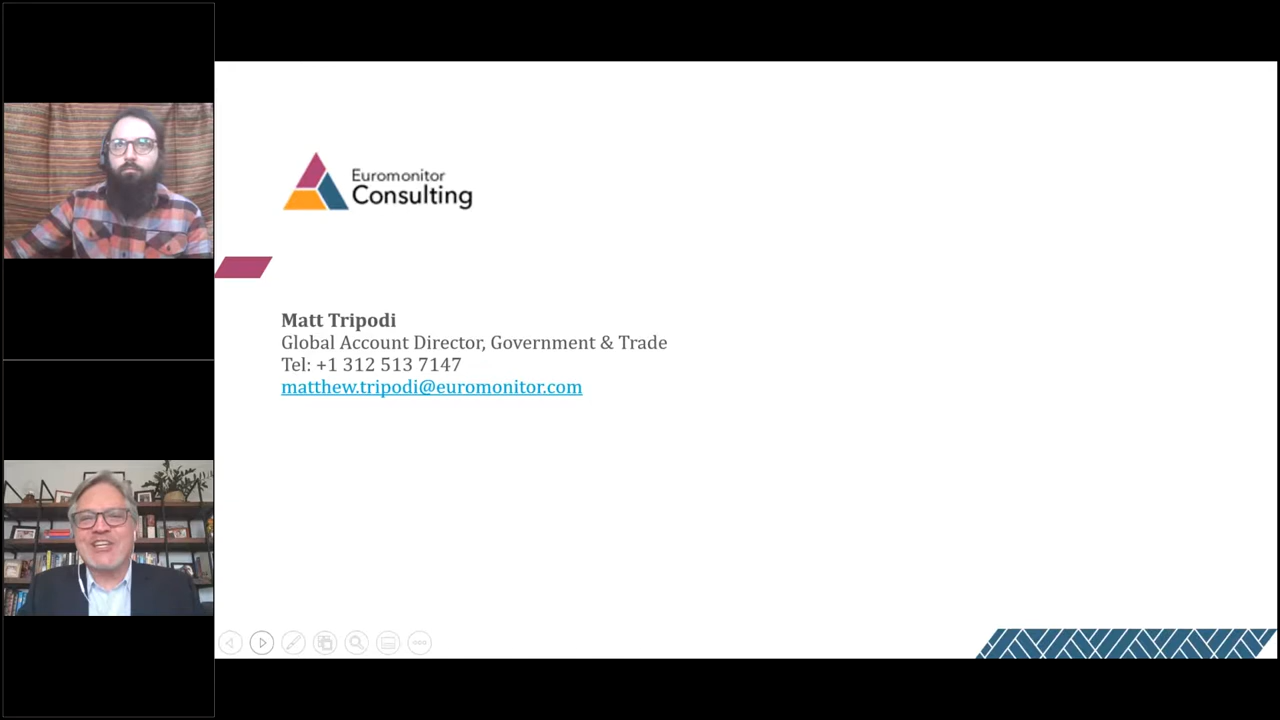 Euromonitor
Consulting
Matt Tripodi
Global Account Director, Government & Trade
Tel: +1 312 513 7147
matthew.tripodi@euromonitor.com